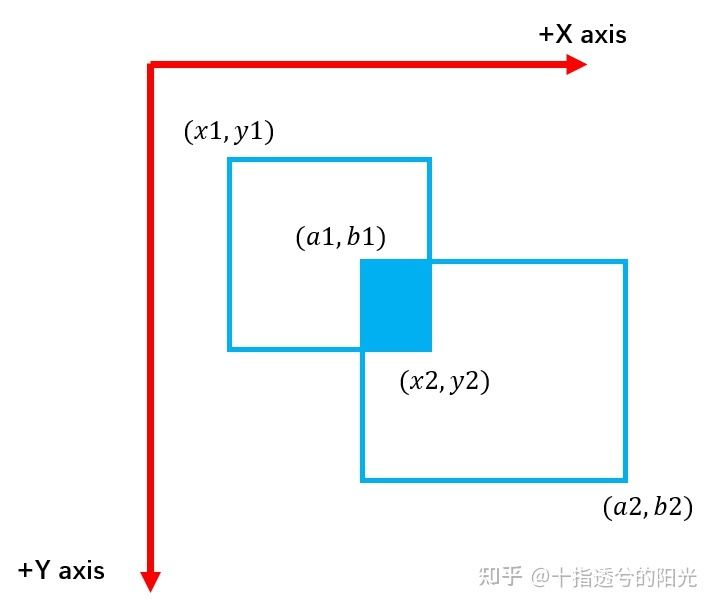 +X axis
(x1, y1)
(a1, b1)
(x2, y2)
(a2, b2)
+Y axis
知乎 @十指透兮的阳光